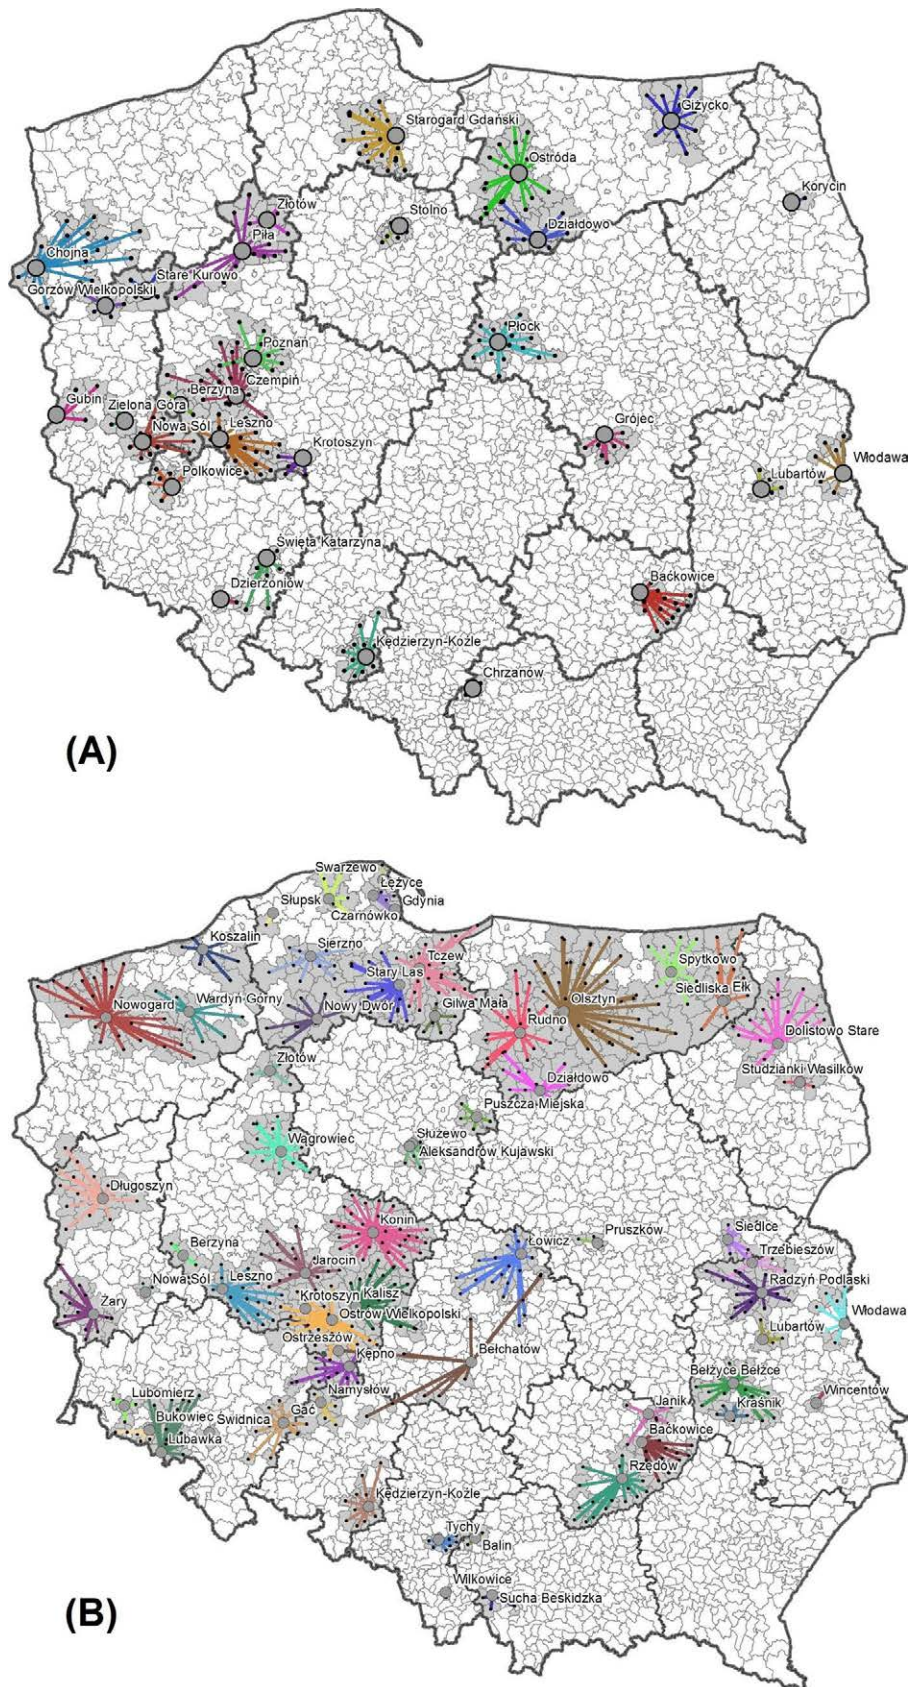 Starogard Gdański
Giżycko
Ostróda
Korycin
Złotów
Stolno
Działdowo
Piła
Chojna
Stare Kurowo
Gorzów Wielkopolski
Płock
Poznań
Czempiń
Berzyna
Gubin
Zielona Góra
Nowa Sól
Leszno
Grójec
Krotoszyn
Włodawa
Polkowice
Lubartów
Święta Katarzyna
Dzierżoniów
Baćkowice
Kędzierzyn-Koźle
Chrzanów
(A)
Swarzewo
Łężyce
Słupsk
Gdynia
Czarnówko
Koszalin
Sierzno
Tczew
Stary Las
Spytkowo
Siedliska Ełk
Olsztyn
Nowogard
Wardyń Górny
Nowy Dwór
Gilwa Mała
Rudno
Dolistowo Stare
Złotów
Studzianki Wasilków
Działdowo
Puszcza Miejska
Wągrowiec
Służewo
Aleksandrów Kujawski
Długoszyn
Konin
Pruszków
Siedlce
Berzyna
Łowicz
Trzebieszów
Jarocin
Nowa Sól
Leszno
Radzyń Podlaski
Kalisz
Krotoszyn
Żary
Ostrów Wielkopolski
Włodawa
Lubartów
Ostrzeszów
Bełchatów
Kępno
Bełżyce Bełżce
Namysłów
Lubomierz
Wincentów
Janik
Kraśnik
Gać
Bukowiec
Świdnica
Baćkowice
Lubawka
Rzędów
Kędzierzyn-Koźle
Tychy
Balin
Wilkowice
Sucha Beskidzka
(B)